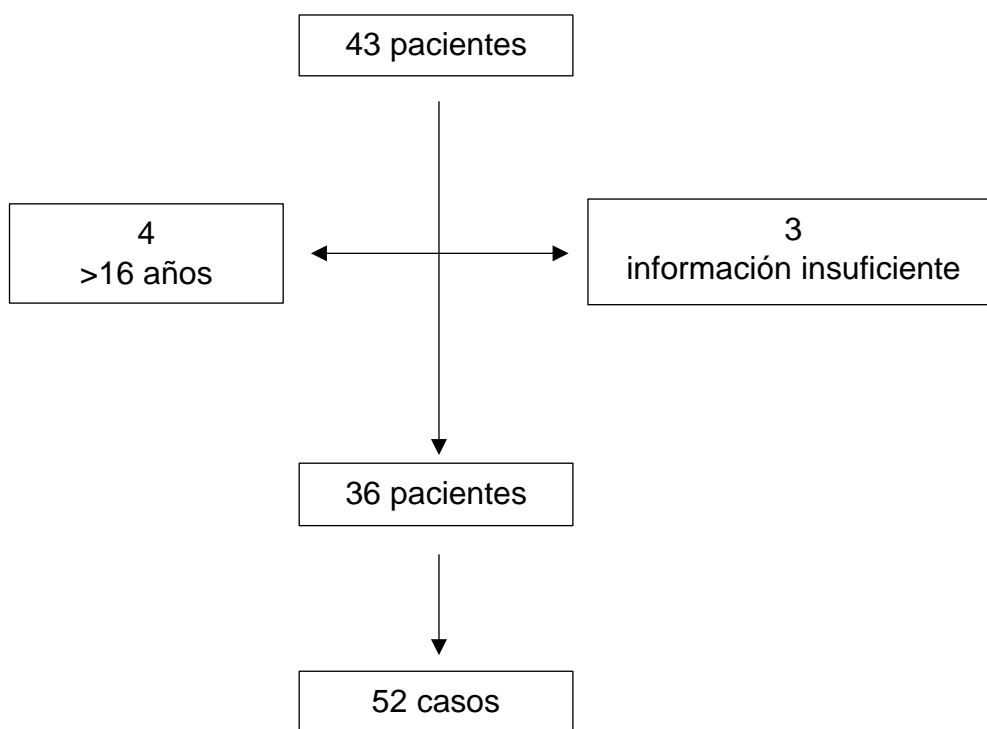 43 pacientes
4
>16 años
3
información insuficiente
36 pacientes
52 casos